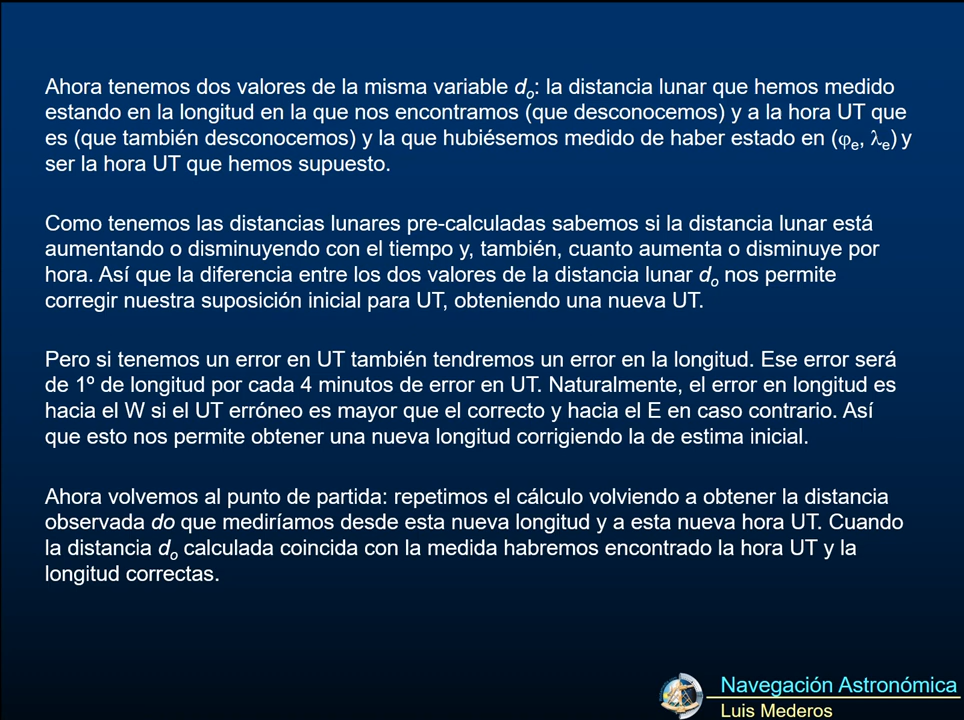 Ahora tenemos dos valores de la misma variable do: la distancia lunar que hemos medido
estando en la longitud en la que nos encontramos (que desconocemos) y a la hora UT que
es (que también desconocemos) y la que hubiésemos medido de haber estado en (φe, λe) y
ser la hora UT que hemos supuesto.
Como tenemos las distancias lunares pre-calculadas sabemos si la distancia lunar está
aumentando o disminuyendo con el tiempo y, también, cuanto aumenta o disminuye por
hora. Así que la diferencia entre los dos valores de la distancia lunar do nos permite
corregir nuestra suposición inicial para UT, obteniendo una nueva UT.
Pero si tenemos un error en UT también tendremos un error en la longitud. Ese error será
de 1º de longitud por cada 4 minutos de error en UT. Naturalmente, el error en longitud es
hacia el W si el UT erróneo es mayor que el correcto y hacia el E en caso contrario. Así
que esto nos permite obtener una nueva longitud corrigiendo la de estima inicial.
Ahora volvemos al punto de partida: repetimos el cálculo volviendo a obtener la distancia
observada do que mediríamos desde esta nueva longitud y a esta nueva hora UT. Cuando
la distancia do calculada coincida con la medida habremos encontrado la hora UT y la
longitud correctas.
Navegación Astronómica
Luis Mederos